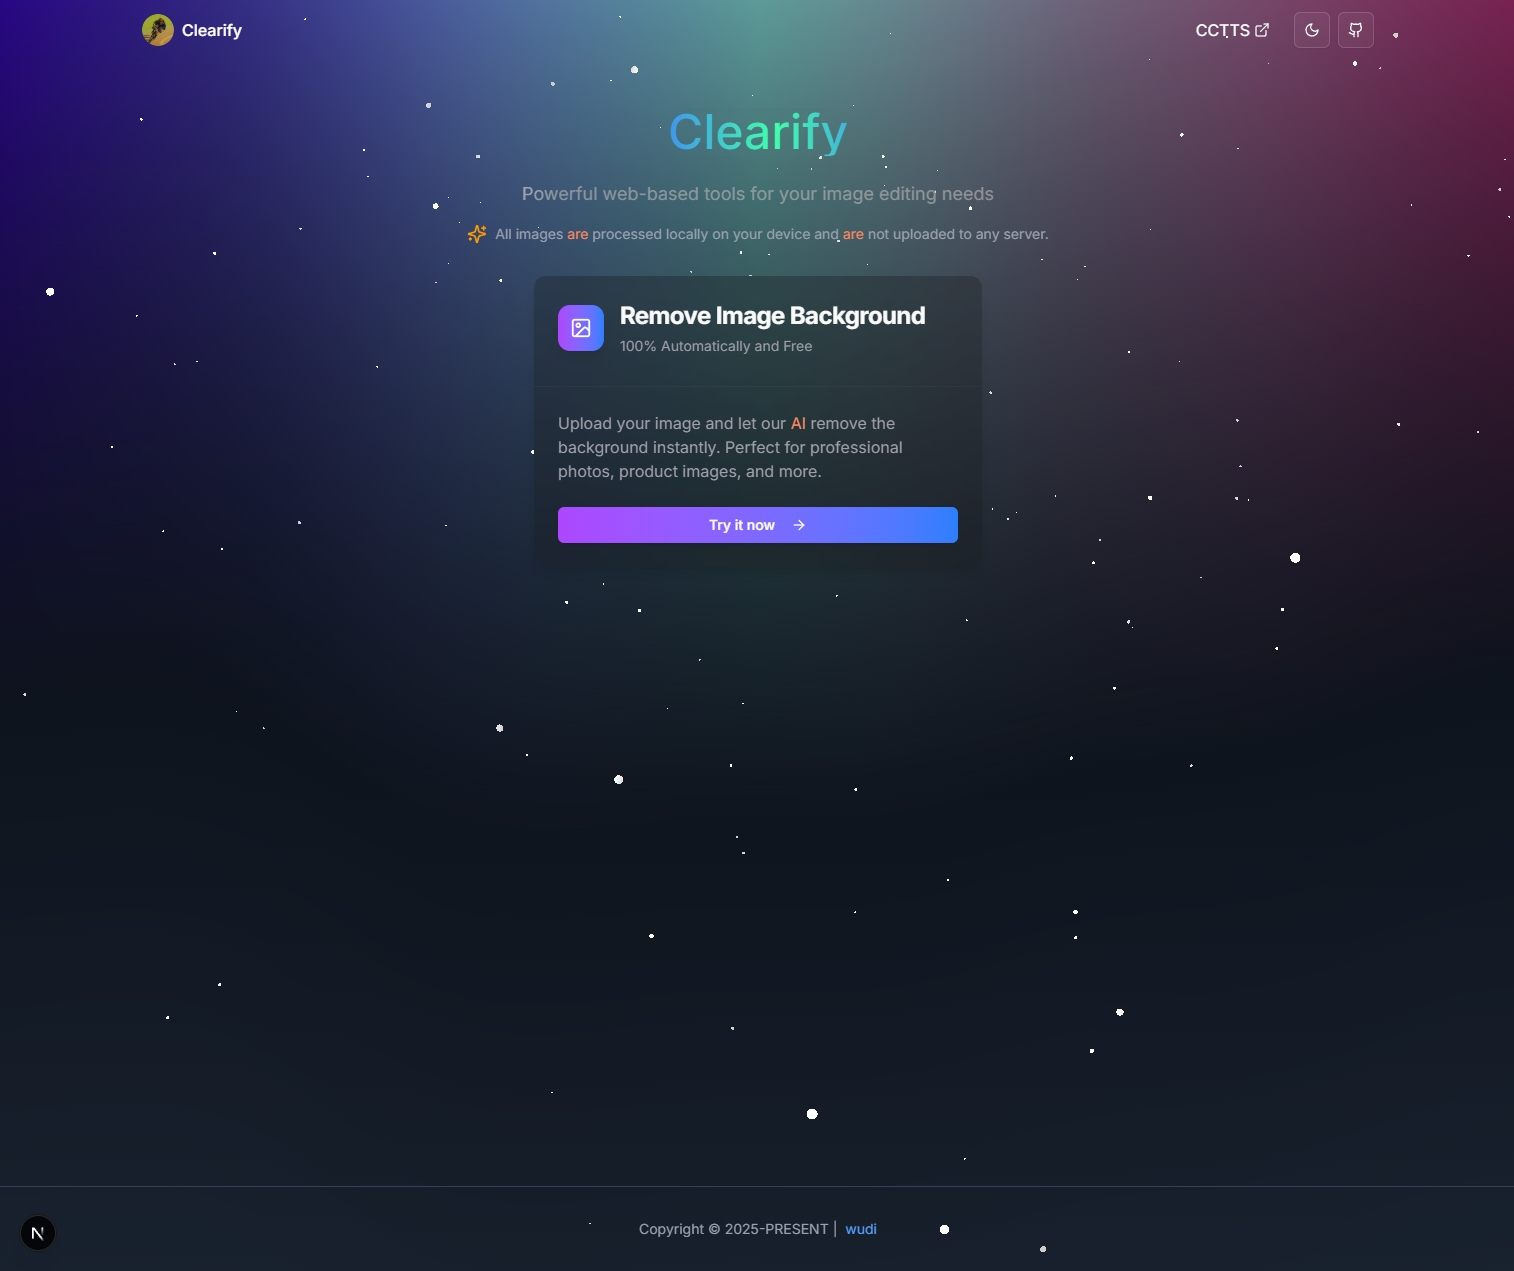 Clearify
CCTTS
Clearify
Powerful web-based tools for your image editing needs
All images are processed locally on your device and are not uploaded to any server.
Remove Image Background
100% Automatically and Free
Upload your image and let our AI remove the
background instantly. Perfect for professional
photos, product images, and more.
Try it now
Copyright © 2025-PRESENT | wudi
N